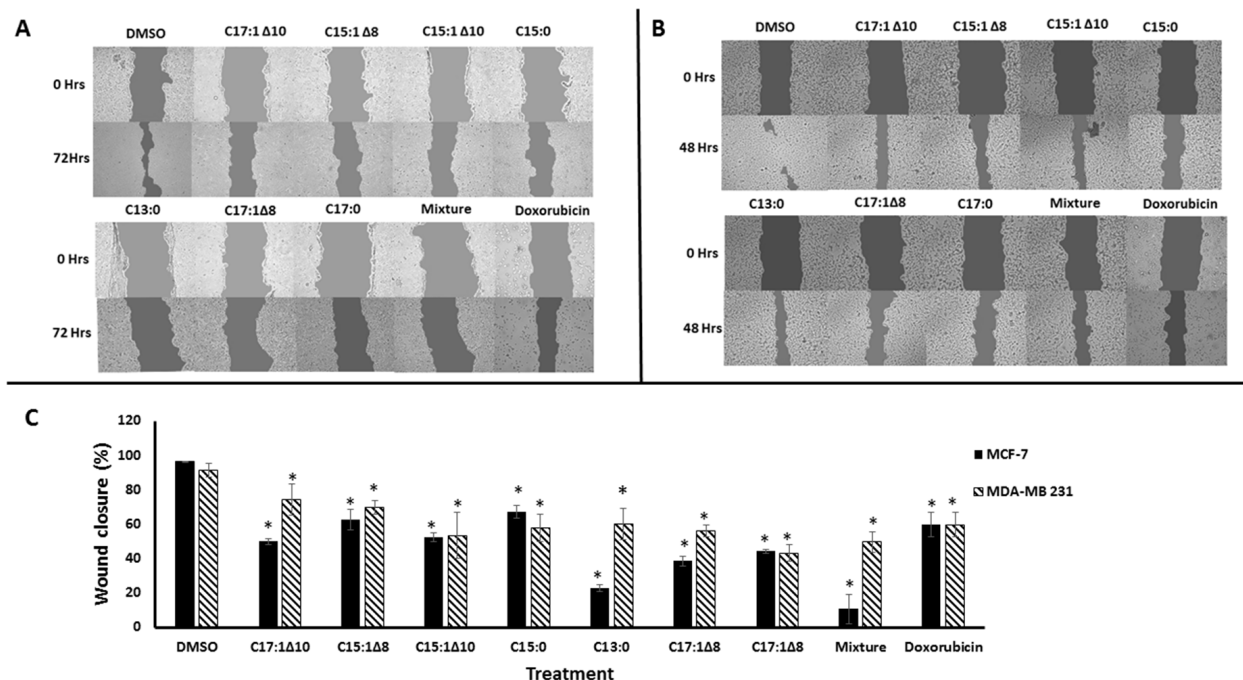 A
DMSO C17:1 Δ10 C15:1 Δ8 C15:1 Δ10 C15:0
0 Hrs
72Hrs
C13:0 C17:1Δ8 C17:0 Mixture Doxorubicin
0 Hrs
72 Hrs
B
DMSO C17:1 Δ10 C15:1 Δ8 C15:1 Δ10 C15:0
0 Hrs
48 Hrs
C13:0 C17:1Δ8 C17:0 Mixture Doxorubicin
0 Hrs
48 Hrs
C
Wound closure (%)
120
100
80
60
40
20
0
* * * * * * * * * * * * * * * * * *
MCF-7
MDA-MB 231
DMSO C17:1Δ10 C15:1Δ8 C15:1Δ10 C15:0 C13:0 C17:1Δ8 C17:1Δ8 Mixture Doxorubicin
Treatment